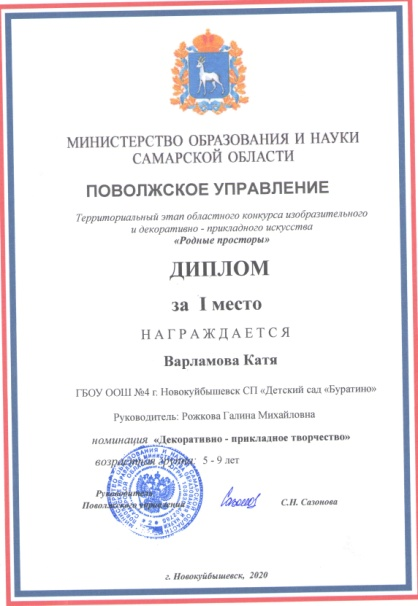 МИНИСТЕРСТВО ОБРАЗОВАНИЯ И НАУКИ
САМАРСКОЙ ОБЛАСТИ
ПОВОЛЖСКОЕ УПРАВЛЕНИЕ
Территориальный этап областного конкурса изобразительного
и декоративно - прикладного искусства
«Родные просторы»
ДИПЛОМ
за I место
НАГРАЖДАЕТСЯ
Варламова Катя
ГБОУ ООШ №4 г. Новокуйбышевск СП «Детский сад «Буратино»
Руководитель: Рожкова Галина Михайловна
номинация «Декоративно - прикладное творчество»
возрастная группа: 5 - 9 лет
Руководитель
Поволжского управления
С.Н. Сазонова
г. Новокуйбышевск, 2020